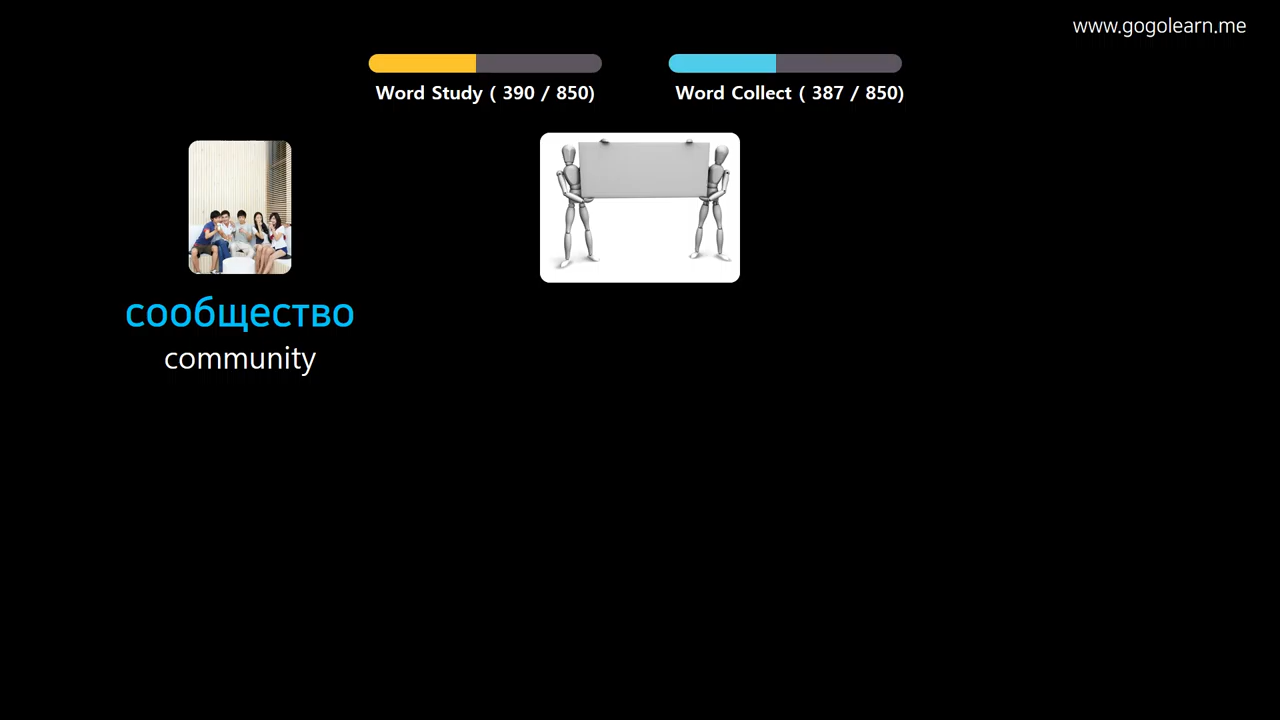 www.gogolearn.me
Word Study ( 390 / 850)
Word Collect ( 387 / 850)
сообщество
community